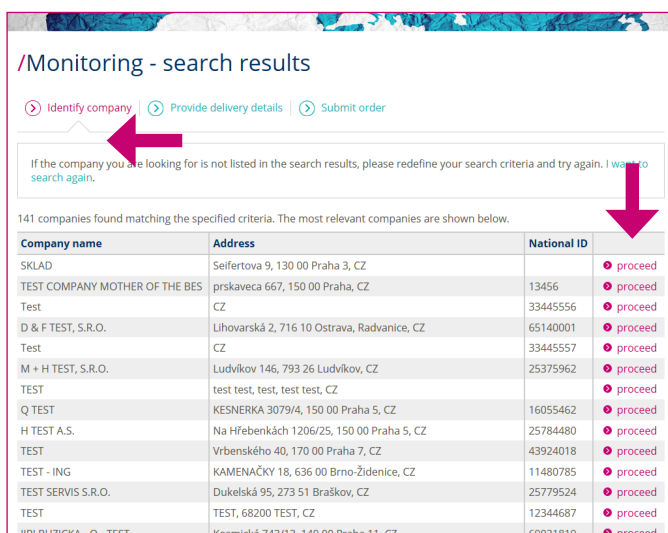 /Monitoring - search results
Identify company Provide delivery details Submit order
If the company you are looking for is not listed in the search results, please redefine your search criteria and try again. I want to
search again.
141 companies found matching the specified criteria. The most relevant companies are shown below.
Company name Address National ID
SKLAD Seifertova 9, 130 00 Praha 3, CZ proceed
TEST COMPANY MOTHER OF THE BES prskaveca 667, 150 00 Praha, CZ 13456 proceed
Test CZ 33445556 proceed
D & F TEST, S.R.O. Lihovarská 2, 716 10 Ostrava, Radvanice, CZ 65140001 proceed
Test CZ 33445557 proceed
M + H TEST, S.R.O. Ludvíkov 146, 793 26 Ludvíkov, CZ 25375962 proceed
TEST test test, test, test test, CZ proceed
Q TEST KESNERKA 3079/4, 150 00 Praha 5, CZ 16055462 proceed
H TEST A.S. Na Hřebenkách 1206/25, 150 00 Praha 5, CZ 25784480 proceed
TEST Vrbenského 40, 170 00 Praha 7, CZ 43924018 proceed
TEST - ING KAMENAČKY 18, 636 00 Brno-Židenice, CZ 11480785 proceed
TEST SERVIS S.R.O. Dukelská 95, 273 51 Braškov, CZ 25779524 proceed
TEST TEST, 68200 TEST, CZ 12344687 proceed